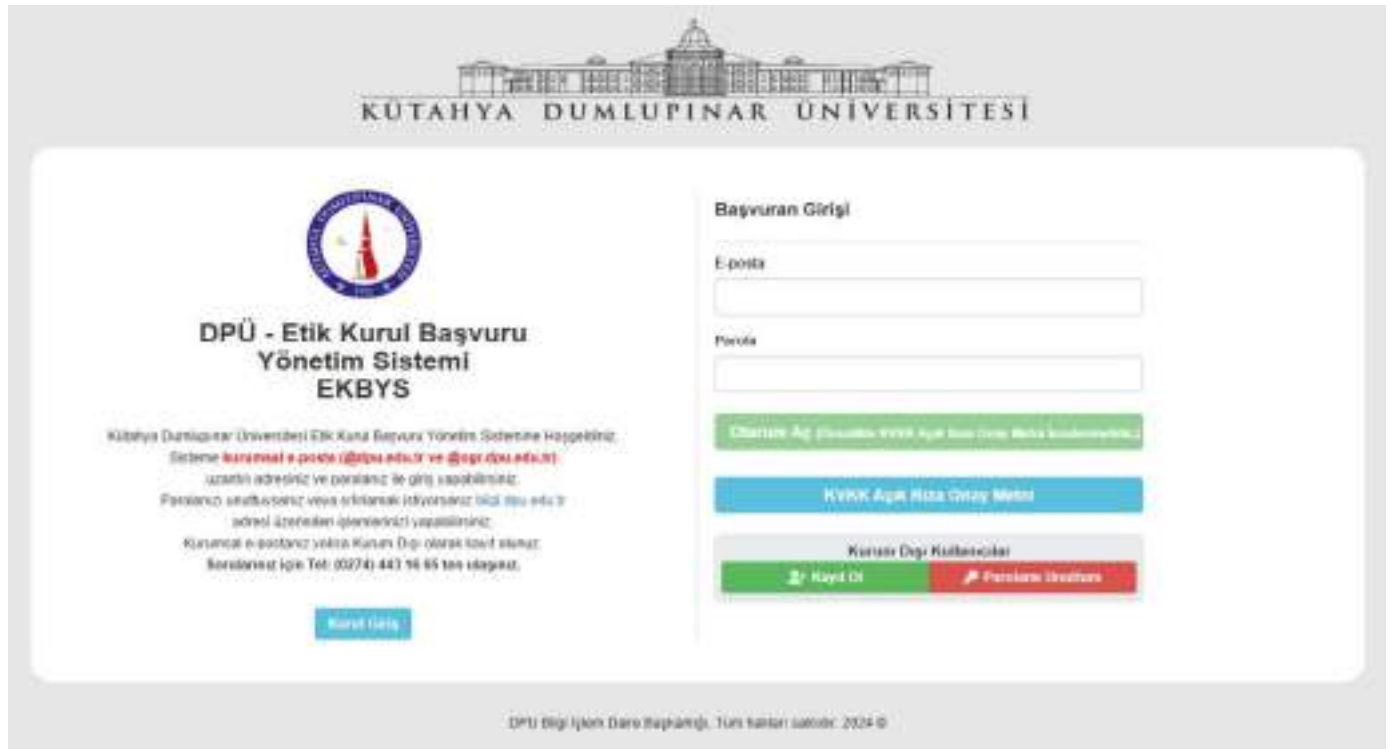 KÜTAHYA DUMLUPINAR ÜNİVERSİTESİ
DPÜ - Etik Kurul Başvuru
Yönetim Sistemi
EKBYS
Kütahya Dumlupınar Üniversitesi Etik Kurul Başvuru Yönetim Sistemine Hoşgeldiniz.
Sisteme kurumsal e-posta (@dpu.edu.tr ve @ogr.dpu.edu.tr)
uzantılı adresiniz ve parolanız ile giriş yapabilirsiniz.
Parolanızı unuttuysanız veya sıfırlamak istiyorsanız bilgi.dpu.edu.tr
adresi üzerinden işlemlerinizi yapabilirsiniz.
Kurumsal e-postanız yoksa Kurum Dışı olarak kayıt olunuz.
Sorularınız için Tel: (0274) 443 16 65 ten ulaşınız.
Kurul Giriş
Başvuran Girişi
E-posta
Parola
Oturum Aç KVKK Açık Rıza Onay Metni
KVKK Açık Rıza Onay Metni
Kurum Dışı Kullanıcılar
Kayıt Ol
Parolamı Unuttum
DPÜ Bilgi İşlem Daire Başkanlığı, Tüm hakları saklıdır. 2024 ©